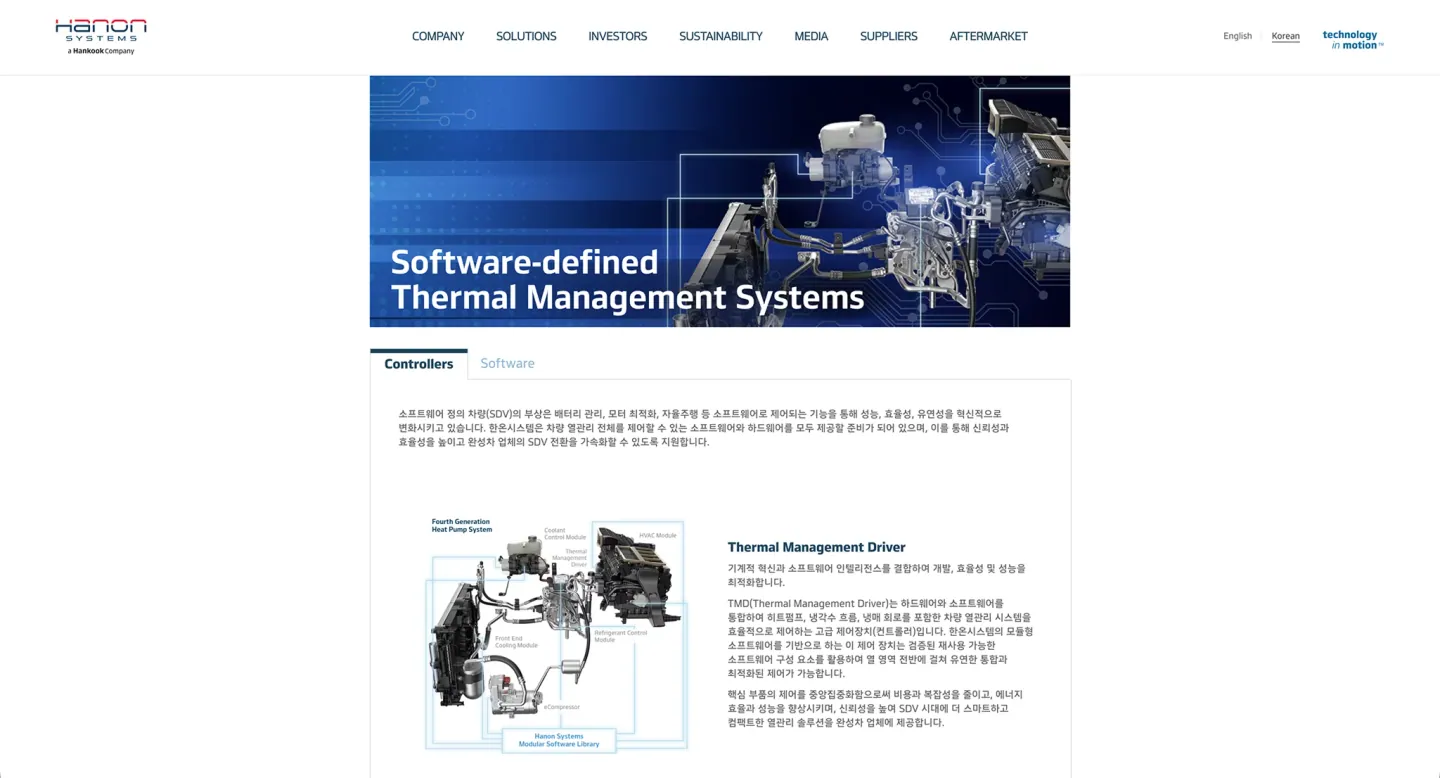 Hanon
SYSTEMS
a Hankook Company
COMPANY
SOLUTIONS
INVESTORS
SUSTAINABILITY
MEDIA
SUPPLIERS
AFTERMARKET
English
Korean
technology
in motion™
Software-defined
Thermal Management Systems
Controllers
Software
소프트웨어 정의 차량(SDV)의 부상은 배터리 관리, 모터 최적화, 자율주행 등 소프트웨어로 제어되는 기능을 통해 성능, 효율성, 유연성을 혁신적으로
변화시키고 있습니다. 한온시스템은 차량 열관리 전체를 제어할 수 있는 소프트웨어와 하드웨어를 모두 제공할 준비가 되어 있으며, 이를 통해 신뢰성과
효율성을 높이고 완성차 업체의 SDV 전환을 가속화할 수 있도록 지원합니다.
Fourth Generation
Heat Pump System
Coolant
Control Module
Thermal
Management
Driver
HVAC Module
Front End
Cooling Module
Refrigerant Control
Module
eCompressor
Hanon Systems
Modular Software Library
Thermal Management Driver
기계적 혁신과 소프트웨어 인텔리전스를 결합하여 개발, 효율성 및 성능을
최적화합니다.
TMD(Thermal Management Driver)는 하드웨어와 소프트웨어를
통합하여 히트펌프, 냉각수 흐름, 냉매 회로를 포함한 차량 열관리 시스템을
효율적으로 제어하는 고급 제어장치(컨트롤러)입니다. 한온시스템의 모듈형
소프트웨어를 기반으로 하는 이 제어 장치는 검증된 재사용 가능한
소프트웨어 구성 요소를 활용하여 열 영역 전반에 걸쳐 유연한 통합과
최적화된 제어가 가능합니다.
핵심 부품의 제어를 중앙집중화함으로써 비용과 복잡성을 줄이고, 에너지
효율과 성능을 향상시키며, 신뢰성을 높여 SDV 시대에 더 스마트하고
컴팩트한 열관리 솔루션을 완성차 업체에 제공합니다.